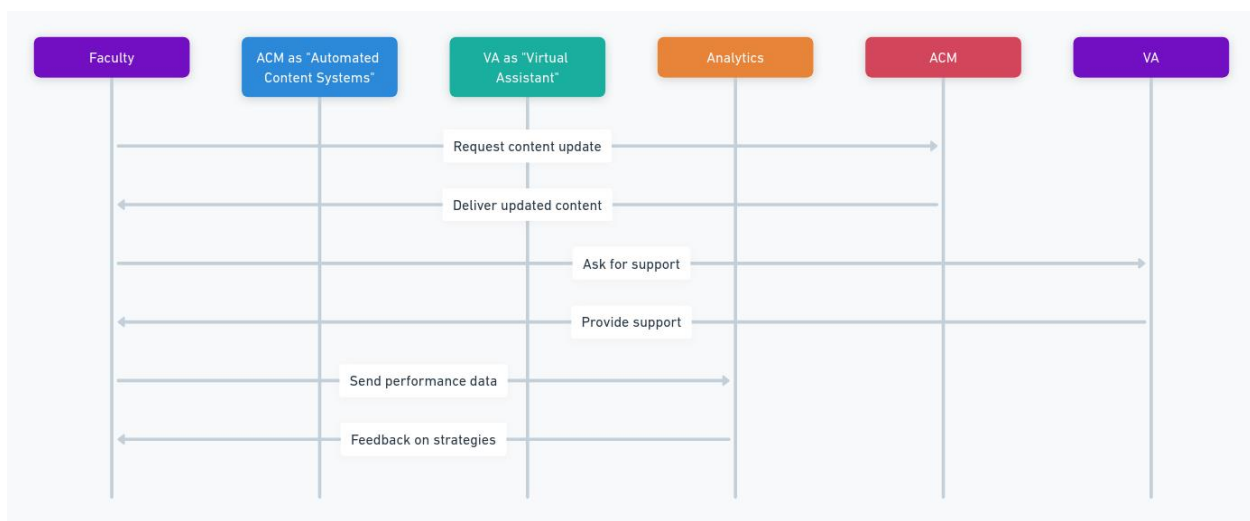 Faculty
ACM as "Automated
Content Systems"
VA as "Virtual
Assistant"
Analytics
ACM
VA
Request content update
Deliver updated content
Ask for support
Provide support
Send performance data
Feedback on strategies